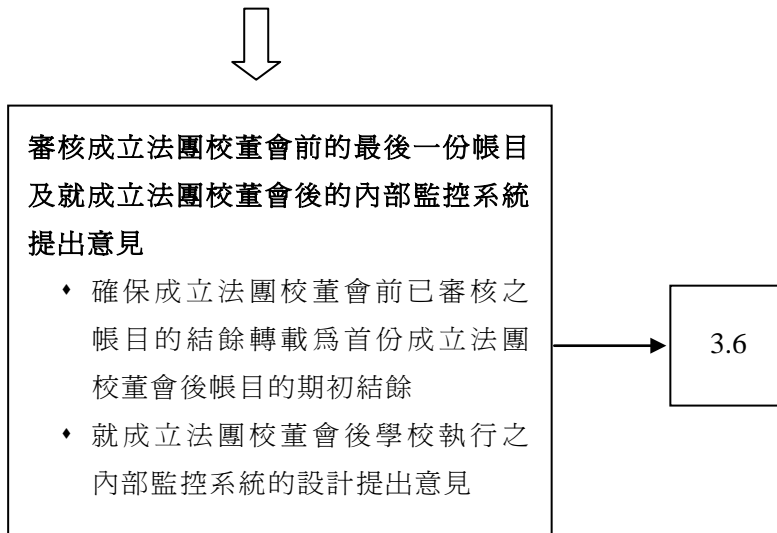 審核成立法團校董會前的最後一份帳目
及就成立法團校董會後的內部監控系統
提出意見
♦ 確保成立法團校董會前已審核之
帳目的結餘轉載爲首份成立法團
校董會後帳目的期初結餘
♦ 就成立法團校董會後學校執行之
內部監控系統的設計提出意見
3.6